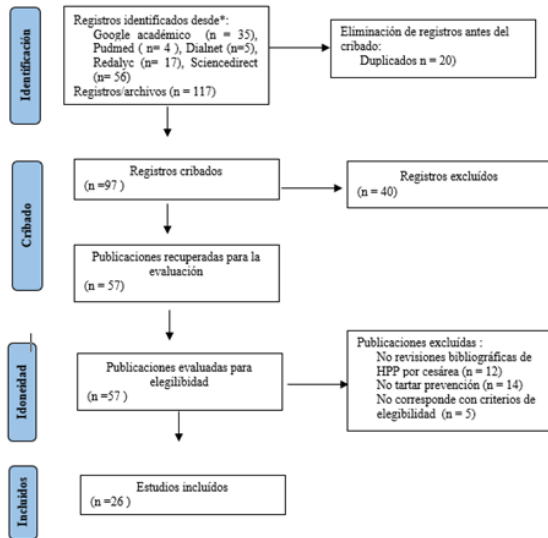 Identificación
Registros identificados desde*:
Google académico (n = 35),
Pudmed ( n= 4 ), Dialnet (n=5),
Redalyc (n= 17), Sciencedirect
(n= 56)
Registros/archivos (n = 117)
Eliminación de registros antes del
cribado:
Duplicados n = 20)
Cribado
Registros cribados
(n =97 )
Registros excluídos
(n = 40)
Publicaciones recuperadas para la
evaluación
(n = 57)
Idoneidad
Publicaciones evaluadas para
elegilibidad
(n =57 )
Publicaciones excluídas :
No revisiones bibliográficas de
HPP por cesárea (n = 12)
No tartar prevención (n = 14)
No corresponde con criterios de
elegibilidad (n = 5)
Incluidos
Estudios incluídos
(n =26 )